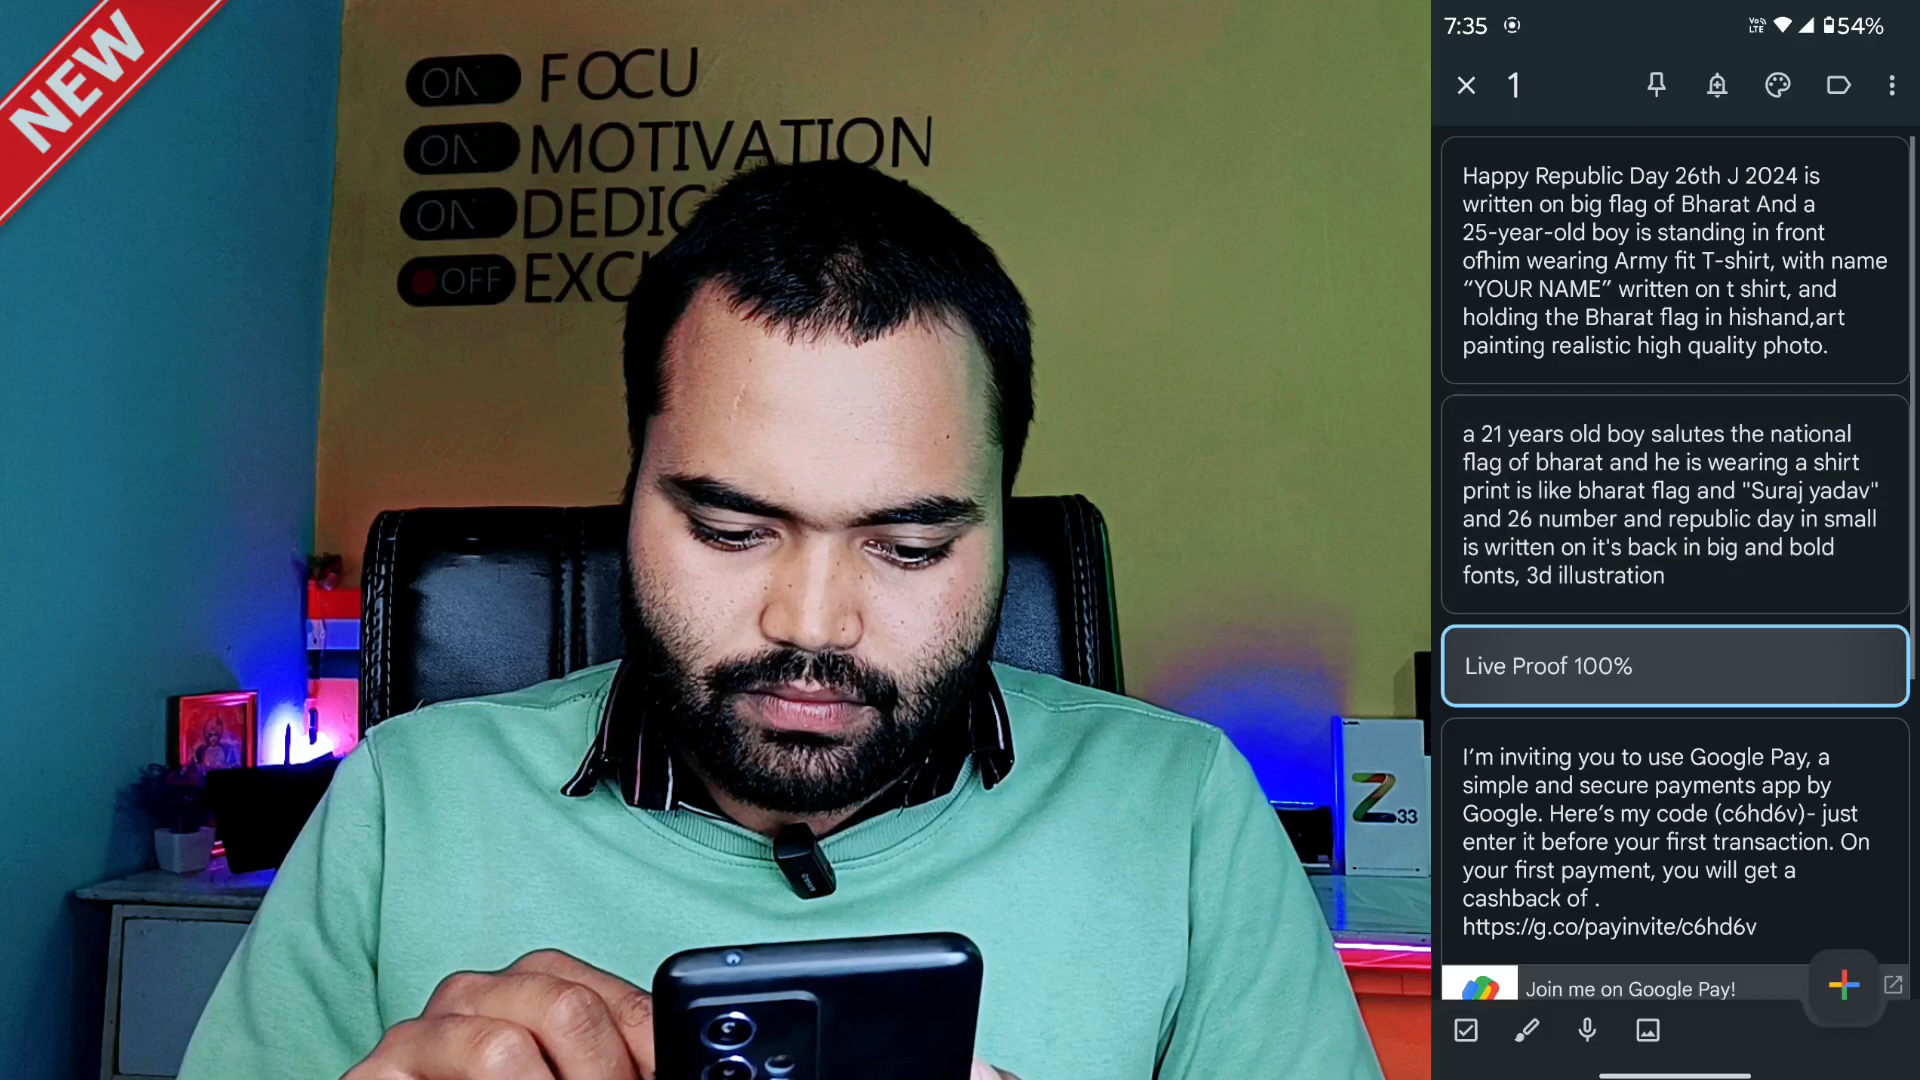 NEW
ON FOCU
ON MOTIVATION
ON DEDIC
OFF EXC
Z33
7:35
Vo)) LTE
54%
1
Happy Republic Day 26th J 2024 is
written on big flag of Bharat And a
25-year-old boy is standing in front
ofhim wearing Army fit T-shirt, with name
“YOUR NAME” written on t shirt, and
holding the Bharat flag in hishand,art
painting realistic high quality photo.
a 21 years old boy salutes the national
flag of bharat and he is wearing a shirt
print is like bharat flag and "Suraj yadav"
and 26 number and republic day in small
is written on it's back in big and bold
fonts, 3d illustration
Live Proof 100%
I’m inviting you to use Google Pay, a
simple and secure payments app by
Google. Here’s my code (c6hd6v)- just
enter it before your first transaction. On
your first payment, you will get a
cashback of .
https://g.co/payinvite/c6hd6v
Join me on Google Pay!